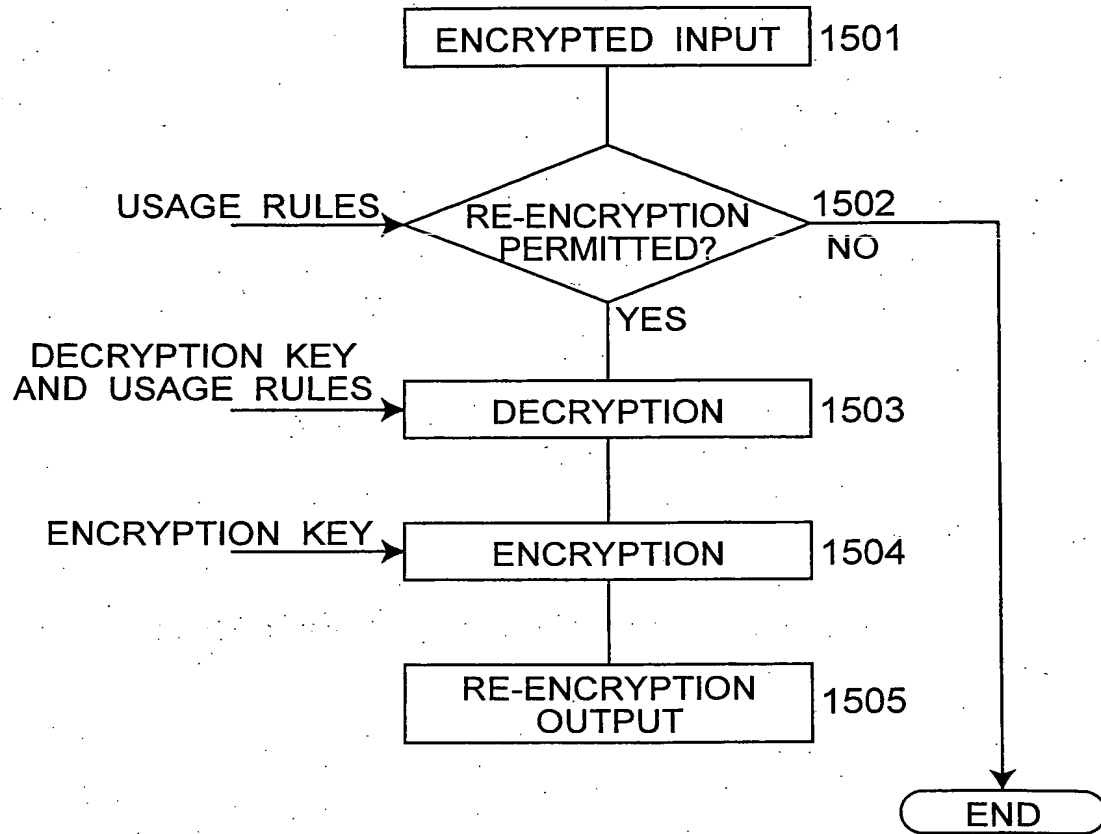 ENCRYPTED INPUT 1501
USAGE RULES
RE-ENCRYPTION
PERMITTED?
1502
NO
YES
DECRYPTION KEY
AND USAGE RULES
DECRYPTION 1503
ENCRYPTION KEY
ENCRYPTION 1504
RE-ENCRYPTION
OUTPUT
1505
END